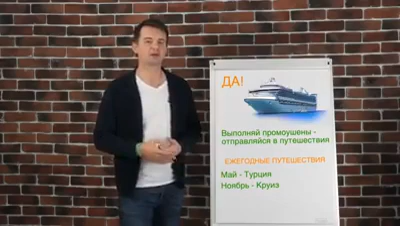 ДА!
Выполняй промоушены -
отправляйся в путешествия
ЕЖЕГОДНЫЕ ПУТЕШЕСТВИЯ
Май - Турция
Ноябрь - Круиз